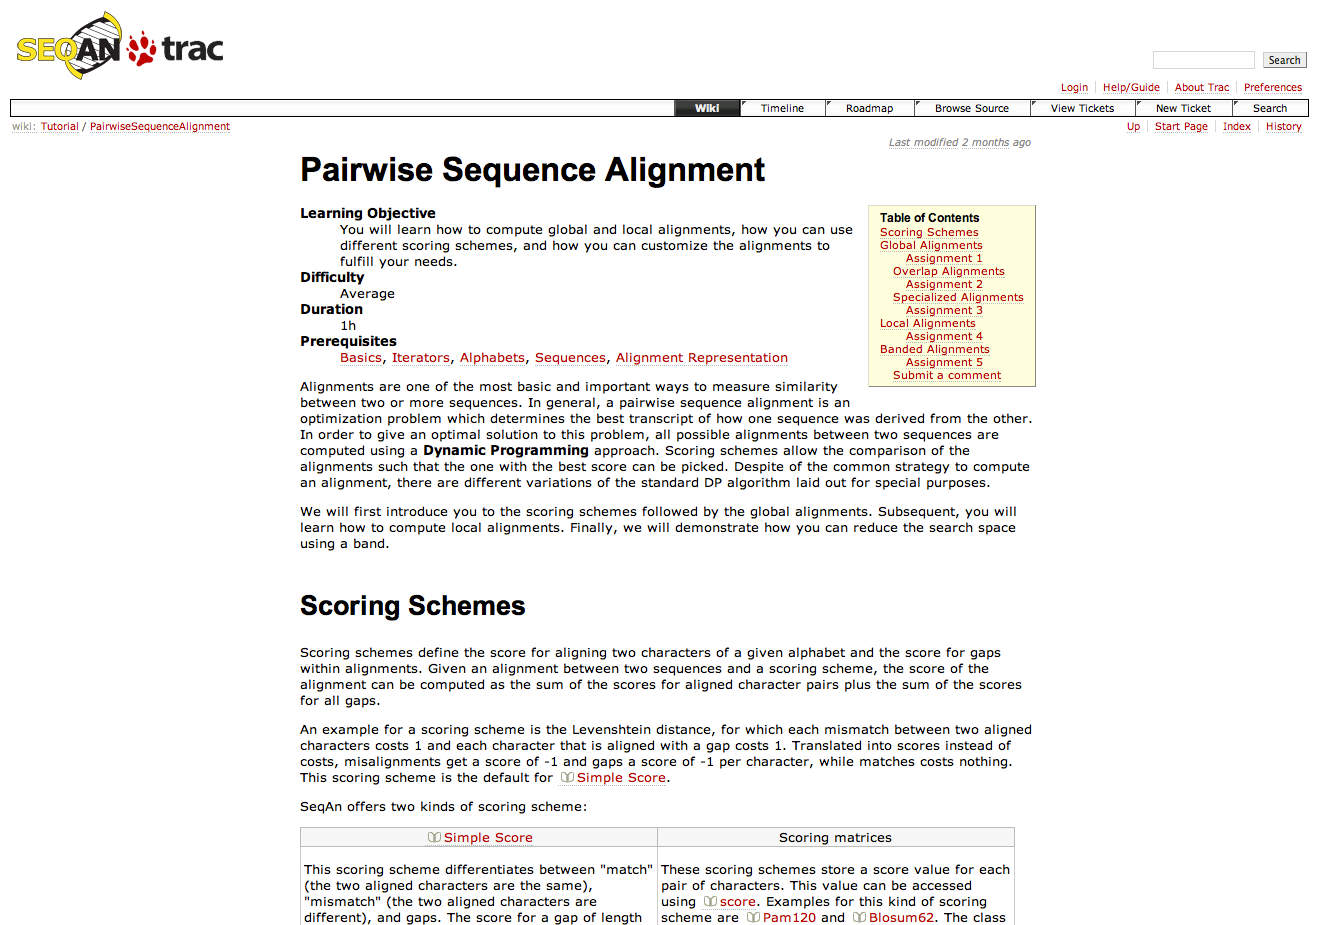 SEQAN trac
Search
Login Help/Guide About Trac Preferences
Wiki Timeline Roadmap Browse Source View Tickets New Ticket Search
wiki: Tutorial / PairwiseSequenceAlignment
Up Start Page Index History
Last modified 2 months ago
Pairwise Sequence Alignment
Learning Objective
You will learn how to compute global and local alignments, how you can use
different scoring schemes, and how you can customize the alignments to
fulfill your needs.
Difficulty
Average
Duration
1h
Prerequisites
Basics, Iterators, Alphabets, Sequences, Alignment Representation
Table of Contents
Scoring Schemes
Global Alignments
Assignment 1
Overlap Alignments
Assignment 2
Specialized Alignments
Assignment 3
Local Alignments
Assignment 4
Banded Alignments
Assignment 5
Submit a comment
Alignments are one of the most basic and important ways to measure similarity
between two or more sequences. In general, a pairwise sequence alignment is an
optimization problem which determines the best transcript of how one sequence was derived from the other.
In order to give an optimal solution to this problem, all possible alignments between two sequences are
computed using a Dynamic Programming approach. Scoring schemes allow the comparison of the
alignments such that the one with the best score can be picked. Despite of the common strategy to compute
an alignment, there are different variations of the standard DP algorithm laid out for special purposes.
We will first introduce you to the scoring schemes followed by the global alignments. Subsequent, you will
learn how to compute local alignments. Finally, we will demonstrate how you can reduce the search space
using a band.
Scoring Schemes
Scoring schemes define the score for aligning two characters of a given alphabet and the score for gaps
within alignments. Given an alignment between two sequences and a scoring scheme, the score of the
alignment can be computed as the sum of the scores for aligned character pairs plus the sum of the scores
for all gaps.
An example for a scoring scheme is the Levenshtein distance, for which each mismatch between two aligned
characters costs 1 and each character that is aligned with a gap costs 1. Translated into scores instead of
costs, misalignments get a score of -1 and gaps a score of -1 per character, while matches costs nothing.
This scoring scheme is the default for Simple Score.
SeqAn offers two kinds of scoring scheme:
Simple Score
This scoring scheme differentiates between "match"
(the two aligned characters are the same),
"mismatch" (the two aligned characters are
different), and gaps. The score for a gap of length
Scoring matrices
These scoring schemes store a score value for each
pair of characters. This value can be accessed
using score. Examples for this kind of scoring
scheme are Pam120 and Blosum62. The class